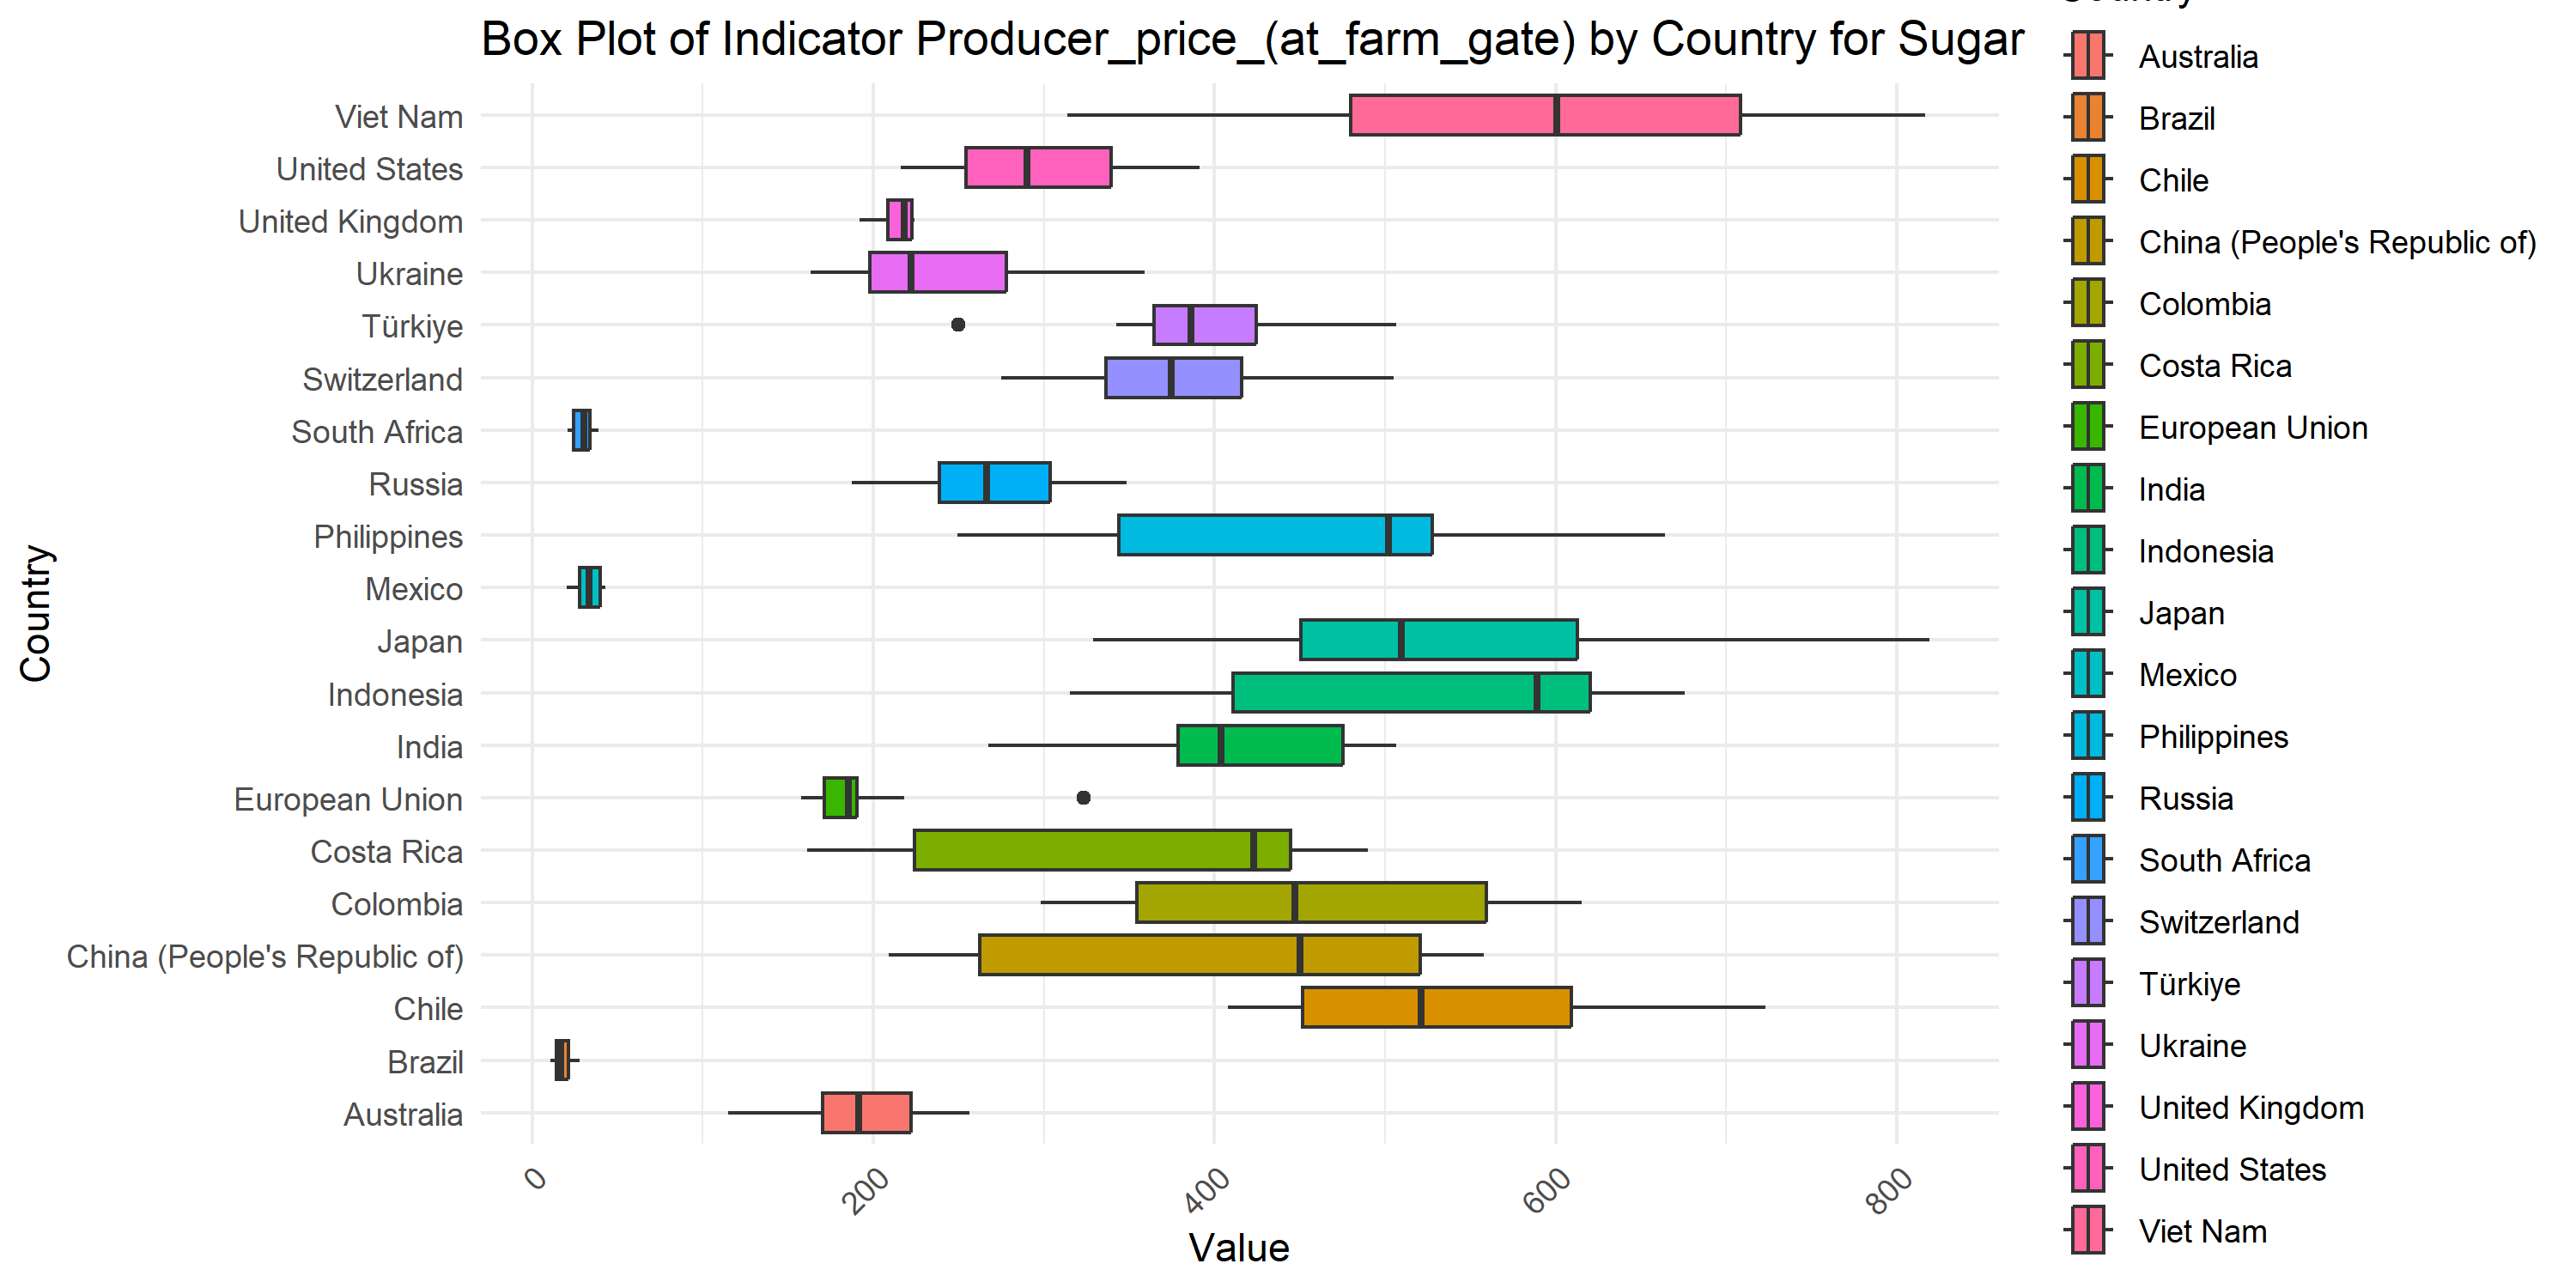 Box Plot of Indicator Producer_price_(at_farm_gate) by Country for Sugar
Country
Viet Nam
United States
United Kingdom
Ukraine
Türkiye
Switzerland
South Africa
Russia
Philippines
Mexico
Japan
Indonesia
India
European Union
Costa Rica
Colombia
China (People's Republic of)
Chile
Brazil
Australia
0
200
400
600
800
Value
Country
Australia
Brazil
Chile
China (People's Republic of)
Colombia
Costa Rica
European Union
India
Indonesia
Japan
Mexico
Philippines
Russia
South Africa
Switzerland
Türkiye
Ukraine
United Kingdom
United States
Viet Nam